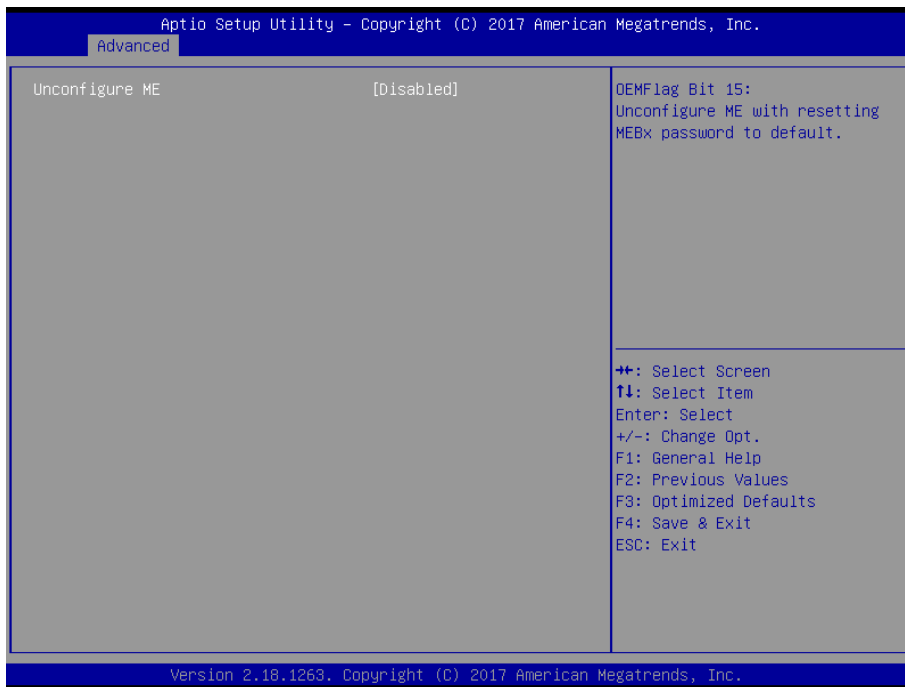 Aptio Setup Utility – Copyright (C) 2017 American Megatrends, Inc.
Advanced
Unconfigure ME [Disabled]
OEMFlag Bit 15:
Unconfigure ME with resetting
MEBx password to default.
→←: Select Screen
↑↓: Select Item
Enter: Select
+/-: Change Opt.
F1: General Help
F2: Previous Values
F3: Optimized Defaults
F4: Save & Exit
ESC: Exit
Version 2.18.1263. Copyright (C) 2017 American Megatrends, Inc.